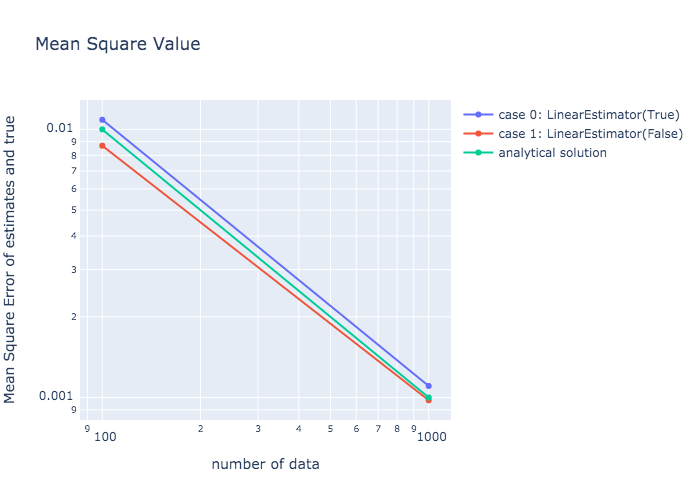 Mean Square Value
case 0: LinearEstimator(True)
case 1: LinearEstimator(False)
analytical solution
Mean Square Error of estimates and true
0.01
9
8
7
6
5
4
3
2
0.001
9
9 100 2 3 4 5 6 7 8 9 1000
number of data